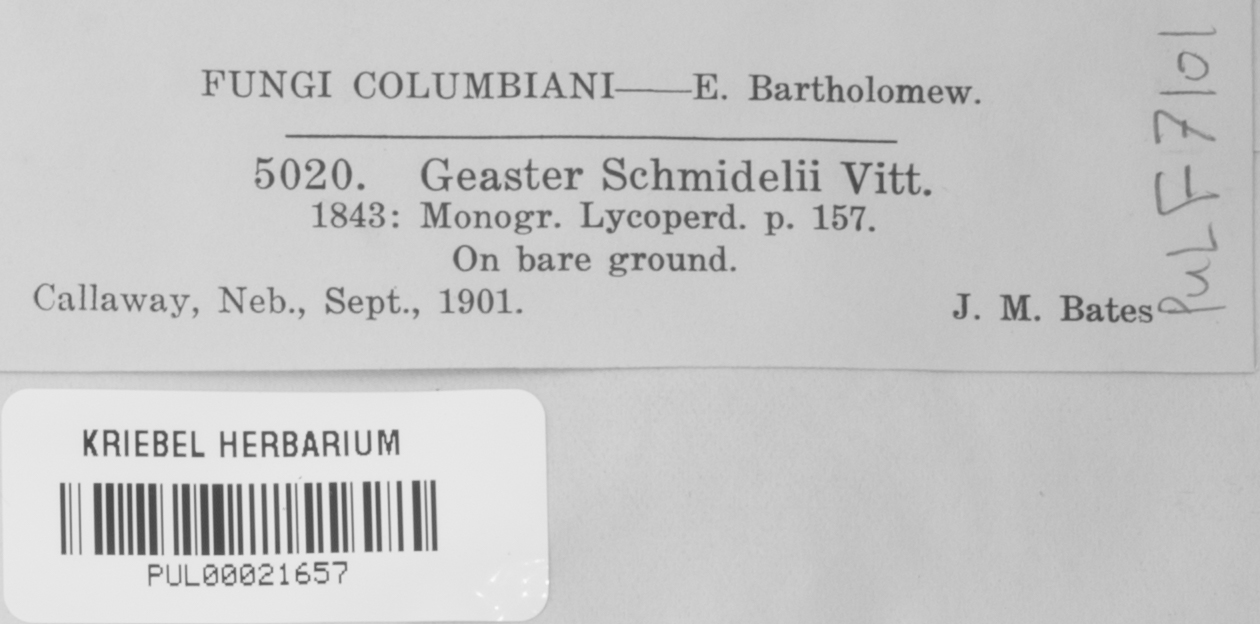 FUNGI COLUMBIANI——E. Bartholomew.
5020. Geaster Schmidelii Vitt.
1843: Monogr. Lycoperd. p. 157.
On bare ground.
Callaway, Neb., Sept., 1901. J. M. Bates
PUL F 7101
KRIEBEL HERBARIUM
PUL00021657